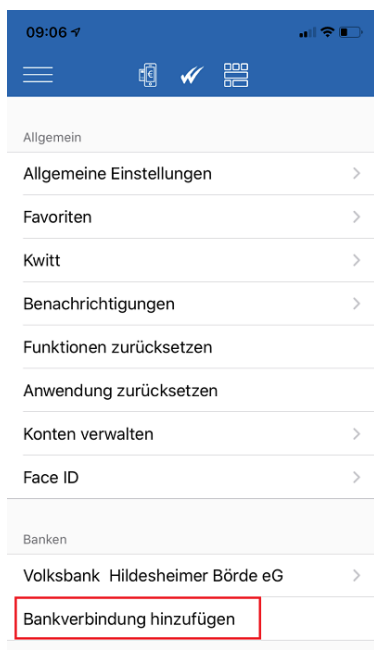 09:06
Allgemein
Allgemeine Einstellungen
Favoriten
Kwitt
Benachrichtigungen
Funktionen zurücksetzen
Anwendung zurücksetzen
Konten verwalten
Face ID
Banken
Volksbank Hildesheimer Börde eG
Bankverbindung hinzufügen